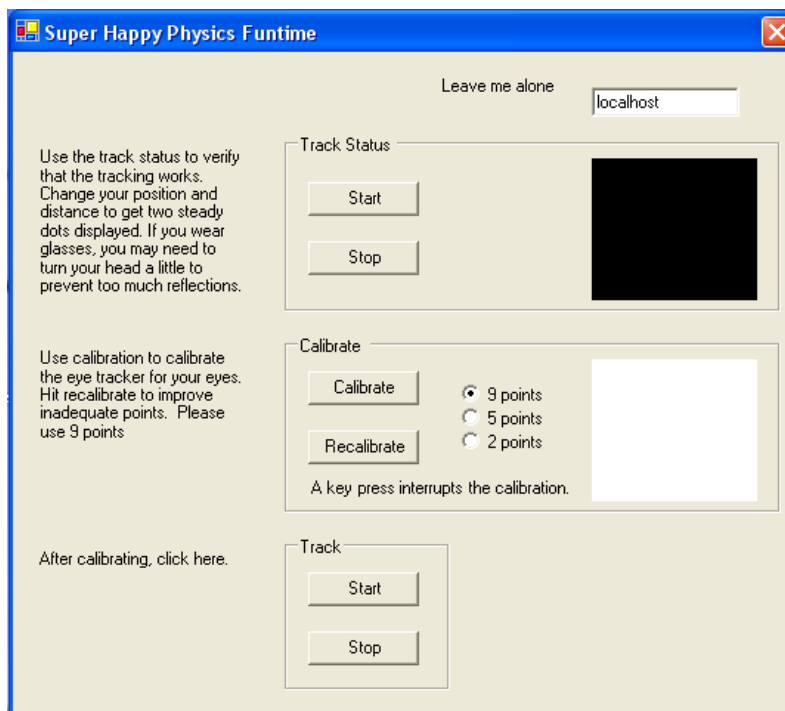 Super Happy Physics Funtime
Leave me alone
localhost
Track Status
Use the track status to verify
that the tracking works.
Change your position and
distance to get two steady
dots displayed. If you wear
glasses, you may need to
turn your head a little to
prevent too much reflections.
Start
Stop
Calibrate
Use calibration to calibrate
the eye tracker for your eyes.
Hit recalibrate to improve
inadequate points. Please
use 9 points
Calibrate
Recalibrate
9 points
5 points
2 points
A key press interrupts the calibration.
After calibrating, click here.
Track
Start
Stop